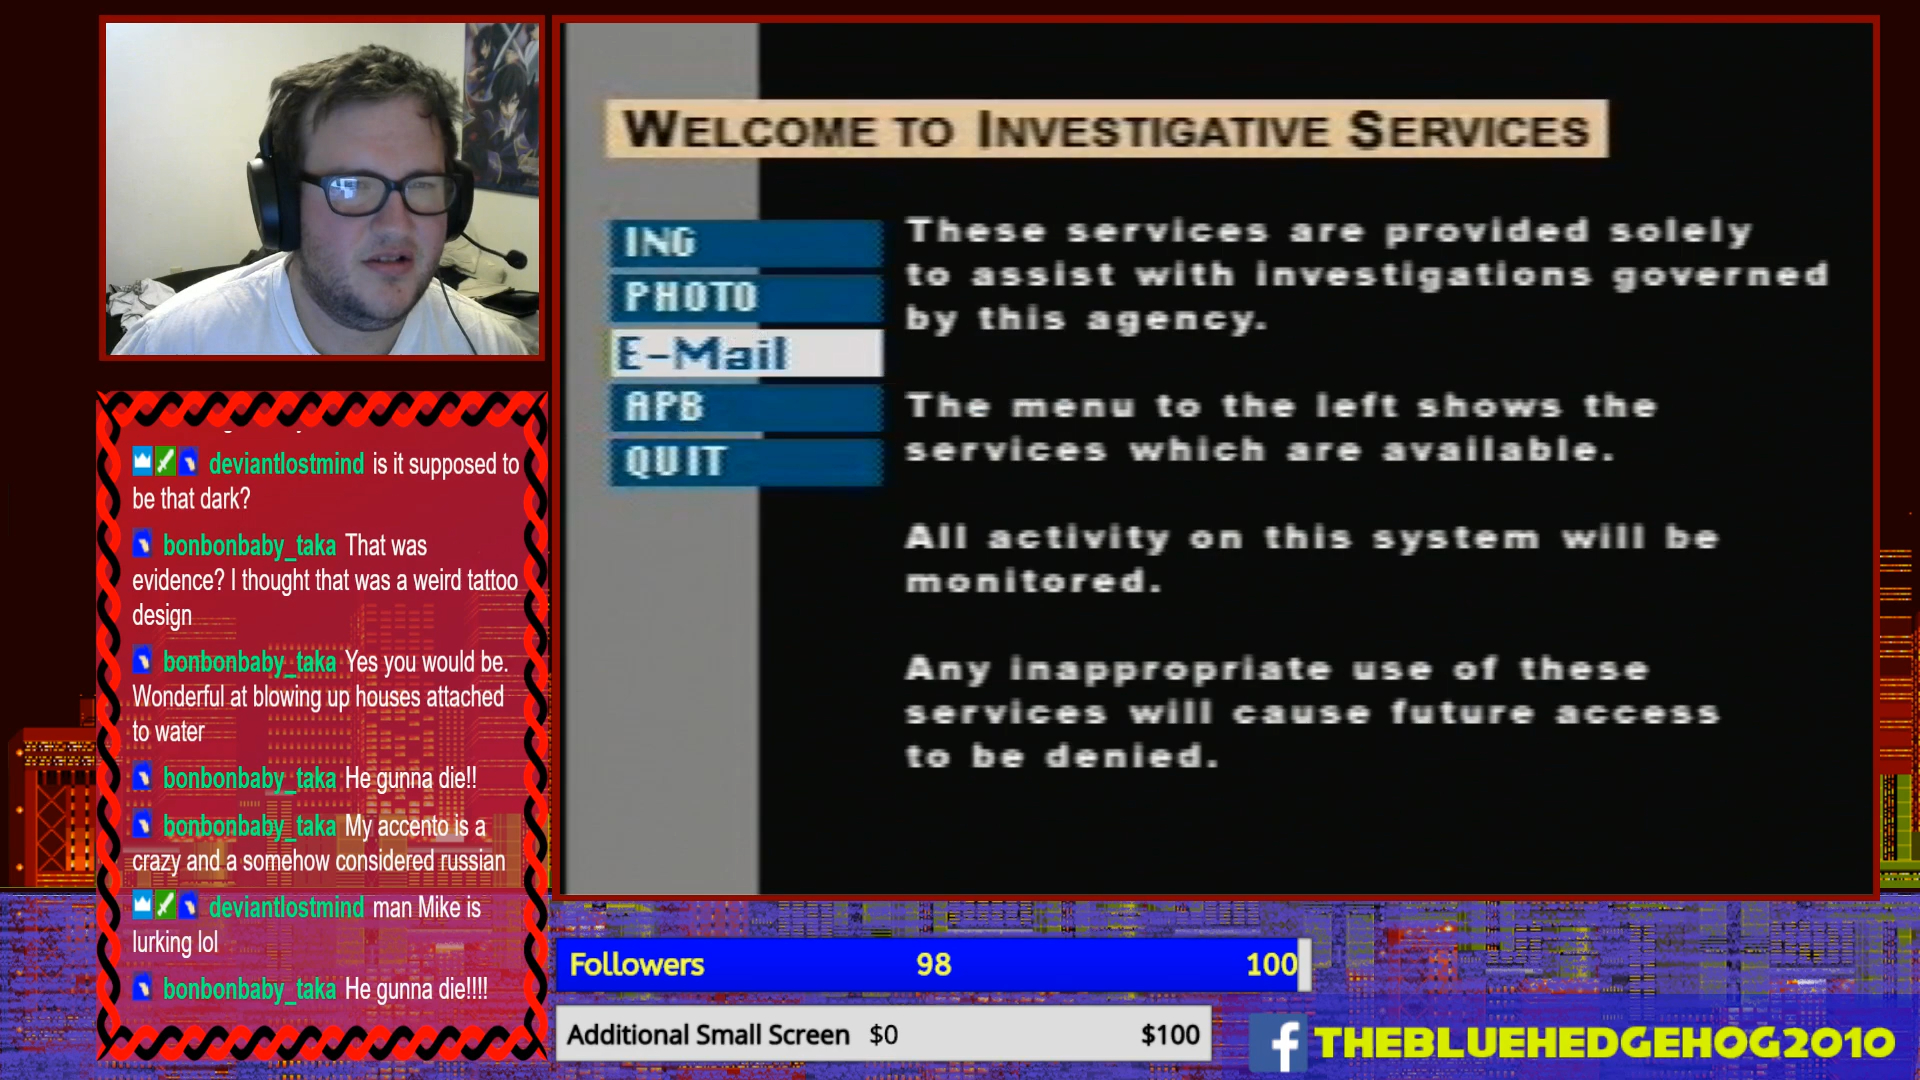 WELCOME TO INVESTIGATIVE SERVICES
ING
PHOTO
E-Mail
APB
QUIT
These services are provided solely
to assist with investigations governed
by this agency.
The menu to the left shows the
services which are available.
All activity on this system will be
monitored.
Any inappropriate use of these
services will cause future access
to be denied.
deviantlostmind is it supposed to
be that dark?
bonbonbaby_taka That was
evidence? I thought that was a weird tattoo
design
bonbonbaby_taka Yes you would be.
Wonderful at blowing up houses attached
to water
bonbonbaby_taka He gunna die!!
bonbonbaby_taka My accento is a
crazy and a somehow considered russian
deviantlostmind man Mike is
lurking lol
bonbonbaby_taka He gunna die!!!!
Followers 98 100
Additional Small Screen $0 $100
f THEBLUEHEDGEHOG2010